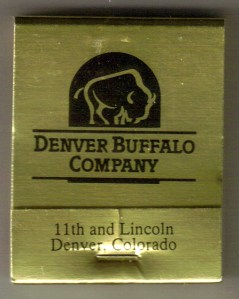 DENVER BUFFALO
COMPANY
11th and Lincoln
Denver, Colorado